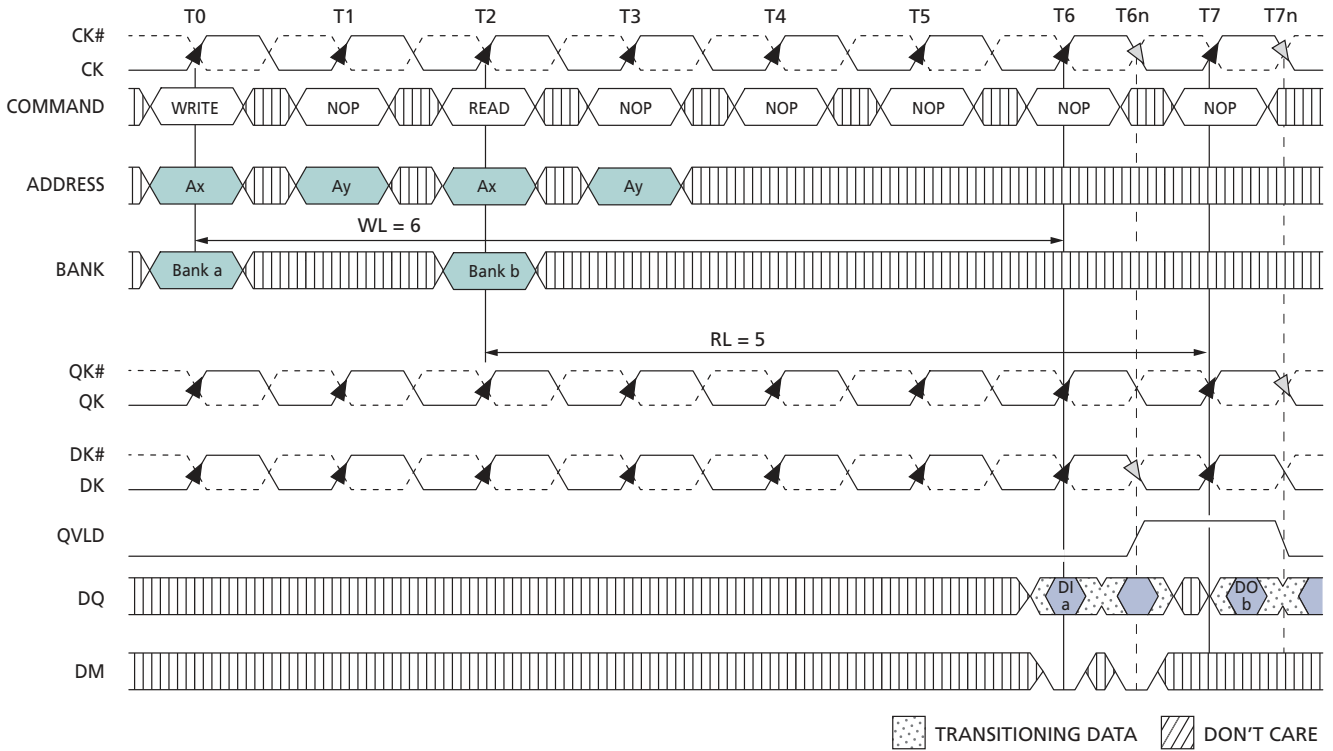 T0 T1 T2 T3 T4 T5 T6 T6n T7 T7n
CK#
CK
COMMAND WRITE NOP READ NOP NOP NOP NOP NOP
ADDRESS Ax Ay Ax Ay
WL = 6
BANK Bank a Bank b
RL = 5
QK#
QK
DK#
DK
QVLD
DQ DI a DO b
DM
TRANSITIONING DATA DON'T CARE